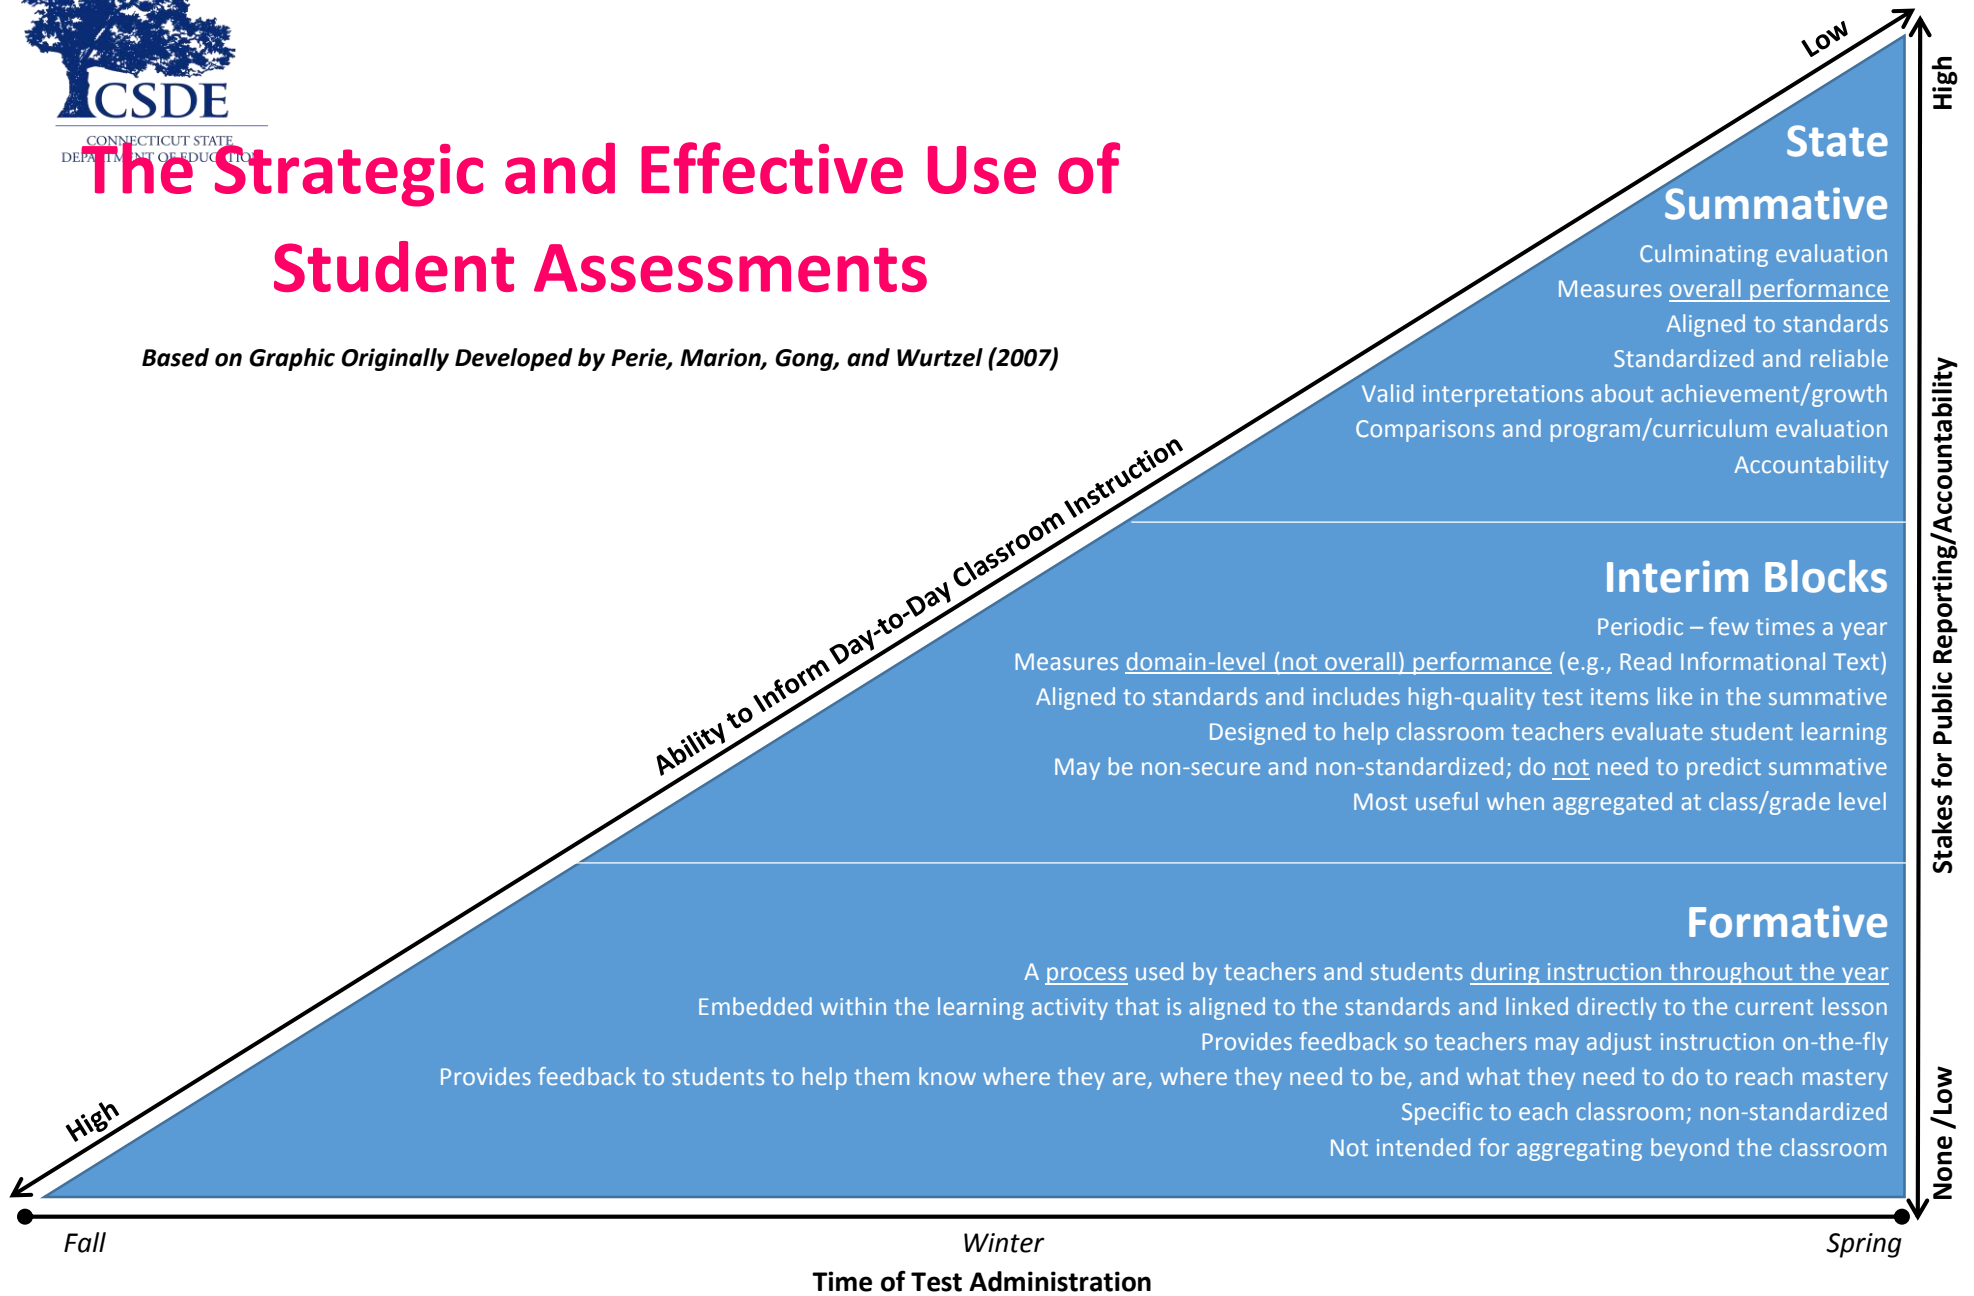 CSDE
CONNECTICUT STATE
DEPARTMENT OF EDUCATION
The Strategic and Effective Use of
Student Assessments
Based on Graphic Originally Developed by Perie, Marion, Gong, and Wurtzel (2007)
Low
Ability to Inform Day-to-Day Classroom Instruction
High
State
Summative
Culminating evaluation
Measures overall performance
Aligned to standards
Standardized and reliable
Valid interpretations about achievement/growth
Comparisons and program/curriculum evaluation
Accountability
Interim Blocks
Periodic – few times a year
Measures domain-level (not overall) performance (e.g., Read Informational Text)
Aligned to standards and includes high-quality test items like in the summative
Designed to help classroom teachers evaluate student learning
May be non-secure and non-standardized; do not need to predict summative
Most useful when aggregated at class/grade level
Formative
A process used by teachers and students during instruction throughout the year
Embedded within the learning activity that is aligned to the standards and linked directly to the current lesson
Provides feedback so teachers may adjust instruction on-the-fly
Provides feedback to students to help them know where they are, where they need to be, and what they need to do to reach mastery
Specific to each classroom; non-standardized
Not intended for aggregating beyond the classroom
High
Stakes for Public Reporting/Accountability
None /Low
Fall
Winter
Spring
Time of Test Administration